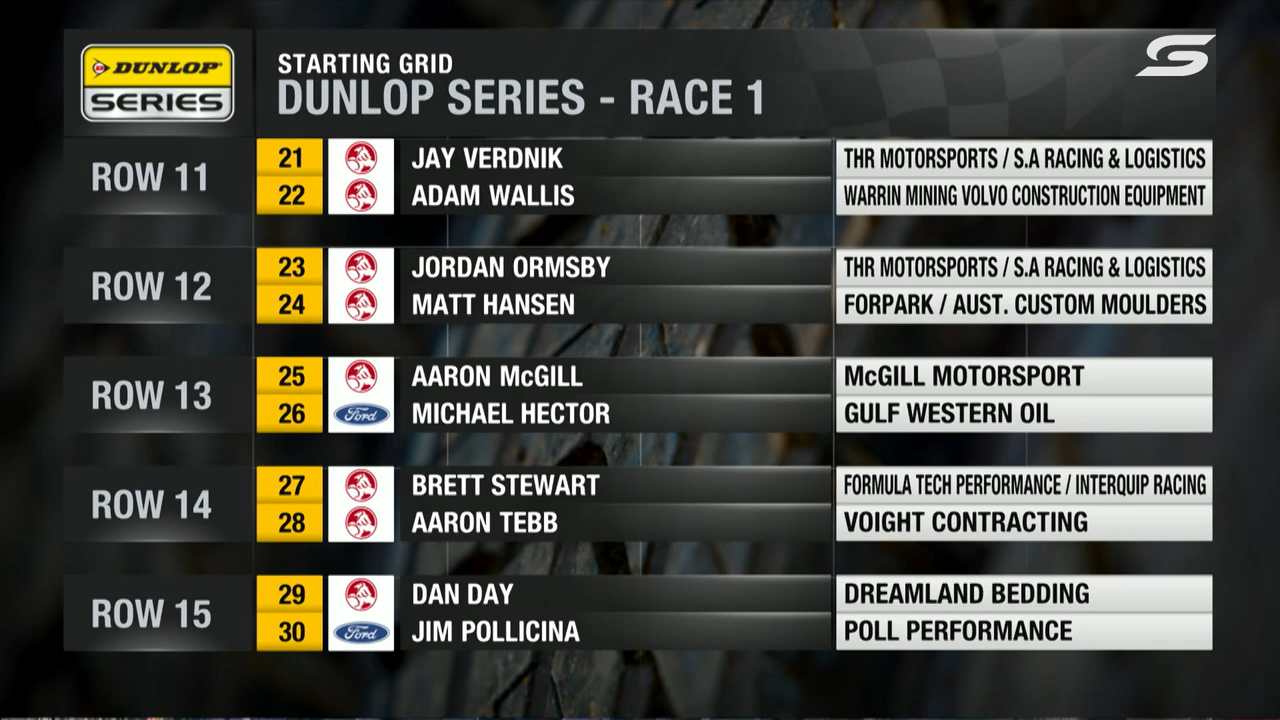 DUNLOP
SERIES
STARTING GRID
DUNLOP SERIES - RACE 1
ROW 11
21 JAY VERDNIK THR MOTORSPORTS / S.A RACING & LOGISTICS
22 ADAM WALLIS WARRIN MINING VOLVO CONSTRUCTION EQUIPMENT
ROW 12
23 JORDAN ORMSBY THR MOTORSPORTS / S.A RACING & LOGISTICS
24 MATT HANSEN FORPARK / AUST. CUSTOM MOULDERS
ROW 13
25 AARON McGILL McGILL MOTORSPORT
26 Ford MICHAEL HECTOR GULF WESTERN OIL
ROW 14
27 BRETT STEWART FORMULA TECH PERFORMANCE / INTERQUIP RACING
28 AARON TEBB VOIGHT CONTRACTING
ROW 15
29 DAN DAY DREAMLAND BEDDING
30 Ford JIM POLLICINA POLL PERFORMANCE